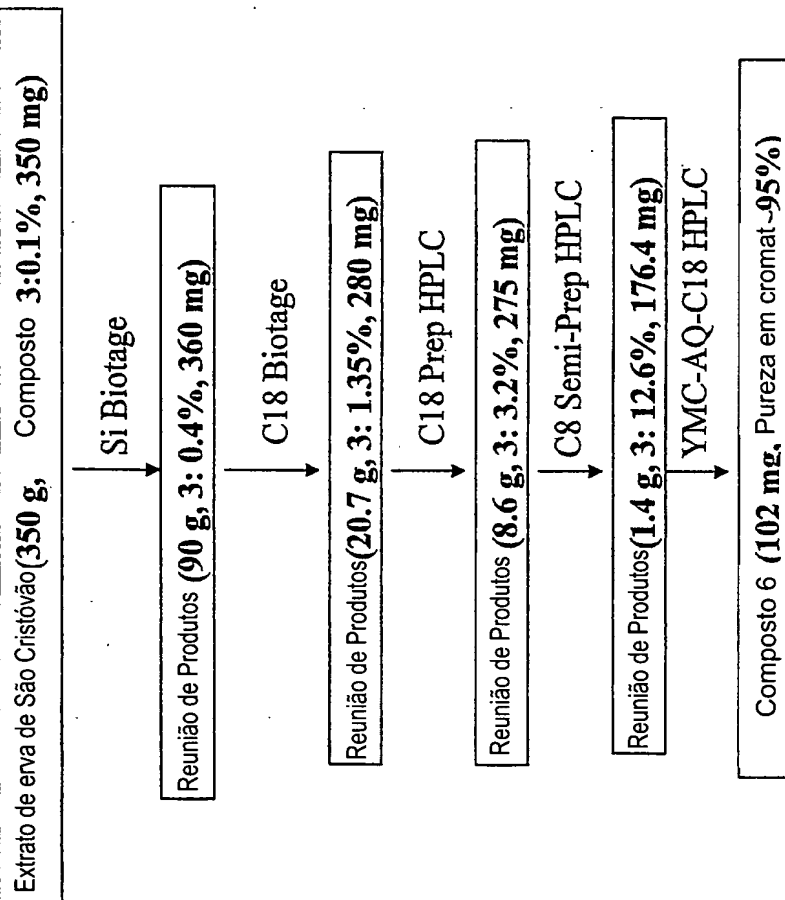 Extrato de erva de São Cristóvão(350 g, Composto 3:0.1%, 350 mg)
Si Biotage
Reunião de Produtos (90 g, 3: 0.4%, 360 mg)
C18 Biotage
Reunião de Produtos(20.7 g, 3: 1.35%, 280 mg)
C18 Prep HPLC
Reunião de Produtos (8.6 g, 3: 3.2%, 275 mg)
C8 Semi-Prep HPLC
Reunião de Produtos(1.4 g, 3: 12.6%, 176.4 mg)
YMC-AQ-C18 HPLC
Composto 6 (102 mg, Pureza em cromat~95%)